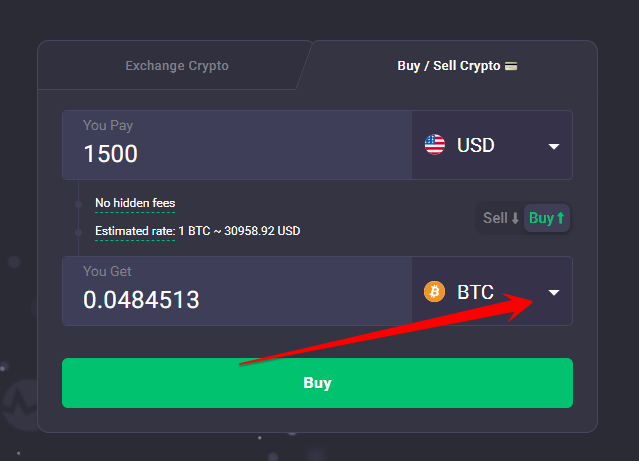 Exchange Crypto
Buy / Sell Crypto
You Pay
1500
USD
No hidden fees
Estimated rate: 1 BTC ~ 30958.92 USD
Sell
Buy
You Get
0.0484513
BTC
Buy